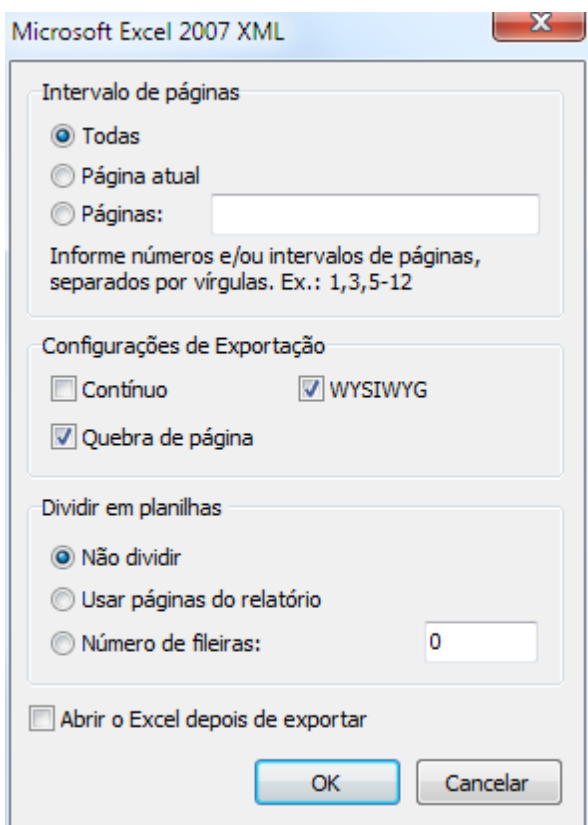 Microsoft Excel 2007 XML
Intervalo de páginas
Todas
Página atual
Páginas:
Informe números e/ou intervalos de páginas,
separados por vírgulas. Ex.: 1,3,5-12
Configurações de Exportação
Contínuo WYSIWYG
Quebra de página
Dividir em planilhas
Não dividir
Usar páginas do relatório
Número de fileiras: 0
Abrir o Excel depois de exportar
OK Cancelar